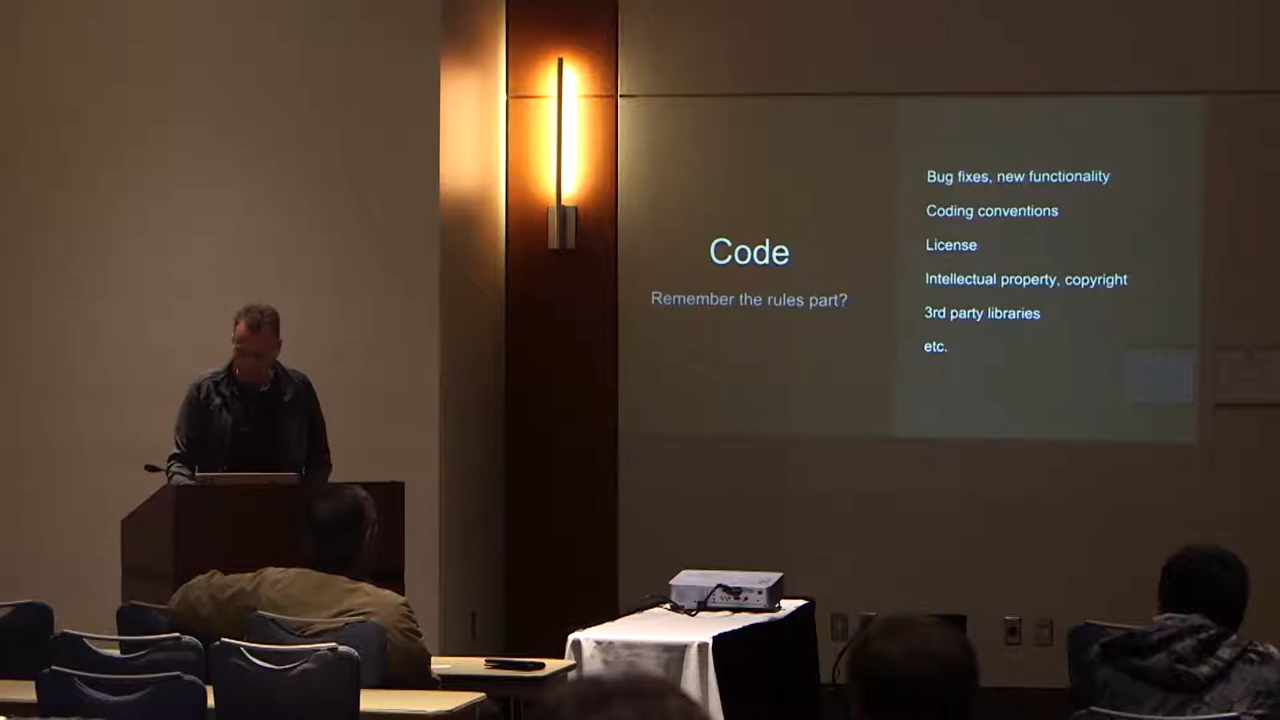 Code
Remember the rules part?
Bug fixes, new functionality
Coding conventions
License
Intellectual property, copyright
3rd party libraries
etc.